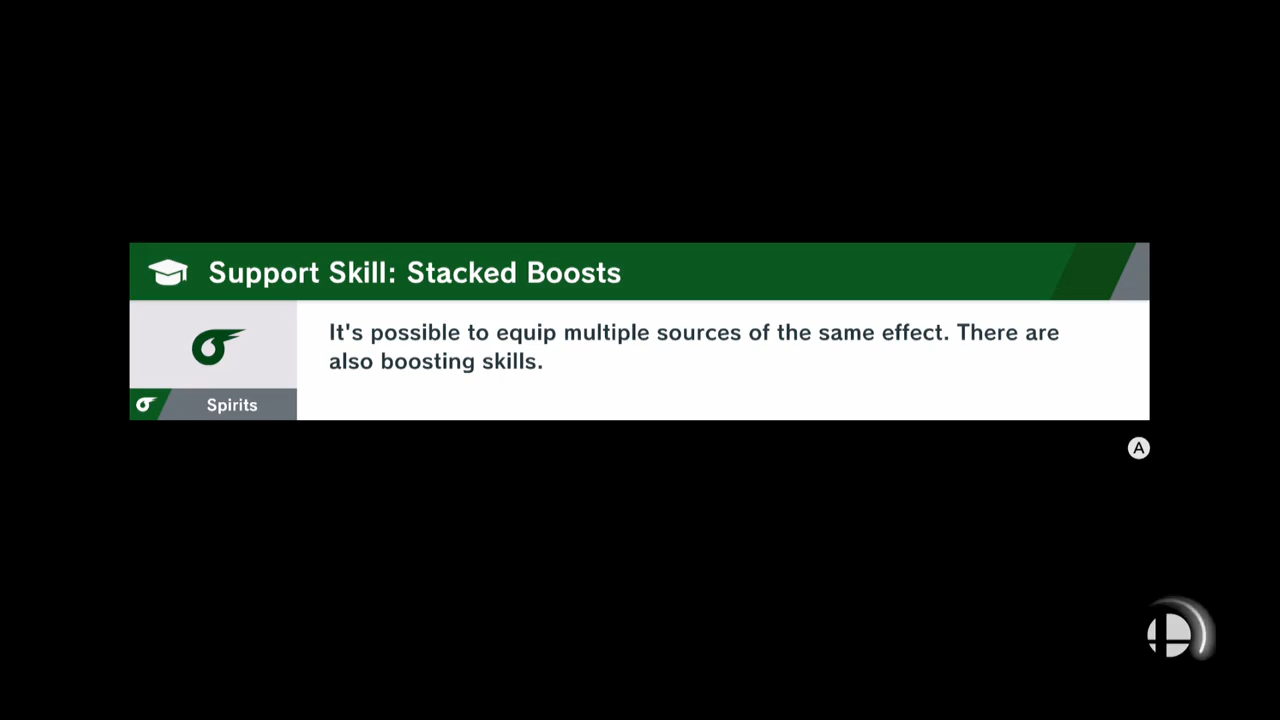 Support Skill: Stacked Boosts
It's possible to equip multiple sources of the same effect. There are
also boosting skills.
Spirits
A